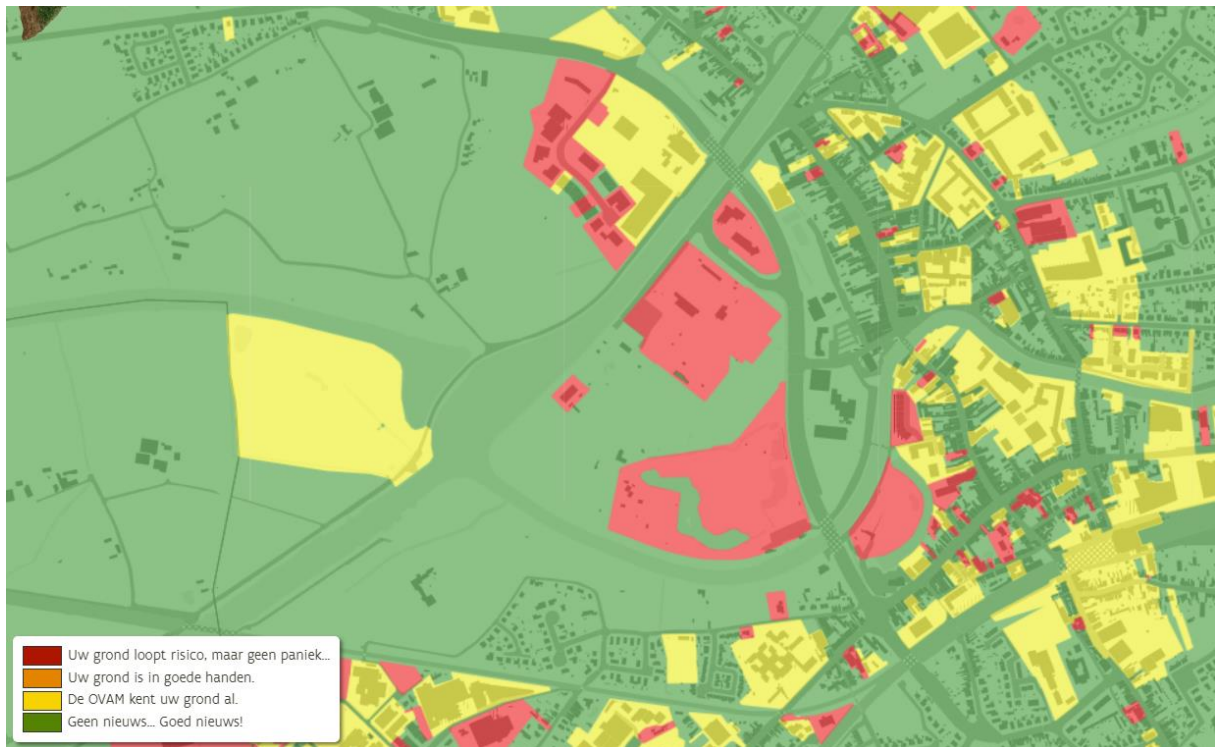 Uw grond loopt risico, maar geen paniek...
Uw grond is in goede handen.
De OVAM kent uw grond al.
Geen nieuws... Goed nieuws!